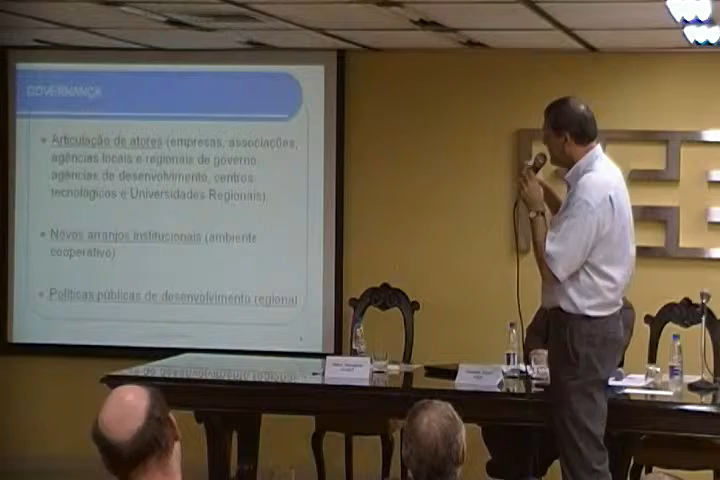 GOVERNANÇA
• Articulação de atores (empresas, associações,
agências locais e regionais de governo
agências de desenvolvimento, centros
tecnológicos e Universidades Regionais).
• Novos arranjos institucionais (ambiente
cooperativo)
• Políticas públicas de desenvolvimento regional